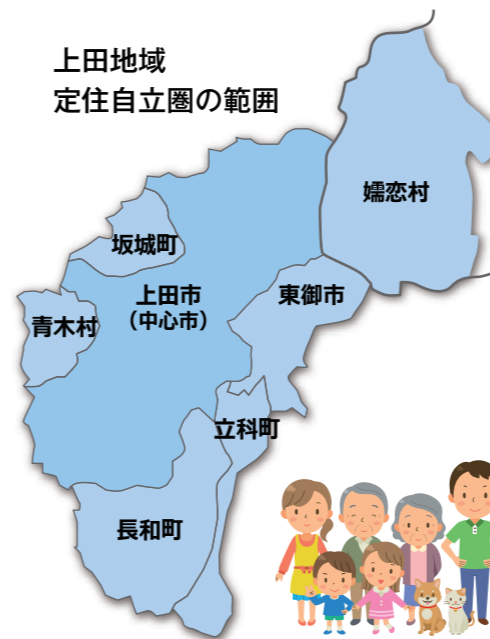 上田地域
定住自立圏の範囲
嬬恋村
坂城町
上田市
（中心市）
東御市
青木村
立科町
長和町